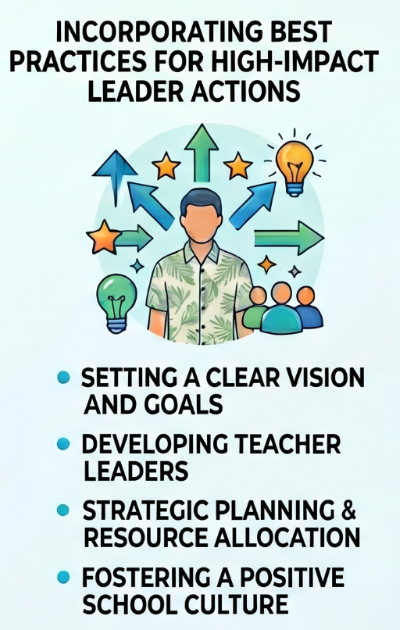 INCORPORATING BEST
PRACTICES FOR HIGH-IMPACT
LEADER ACTIONS
• SETTING A CLEAR VISION
AND GOALS
• DEVELOPING TEACHER
LEADERS
• STRATEGIC PLANNING &
RESOURCE ALLOCATION
• FOSTERING A POSITIVE
SCHOOL CULTURE